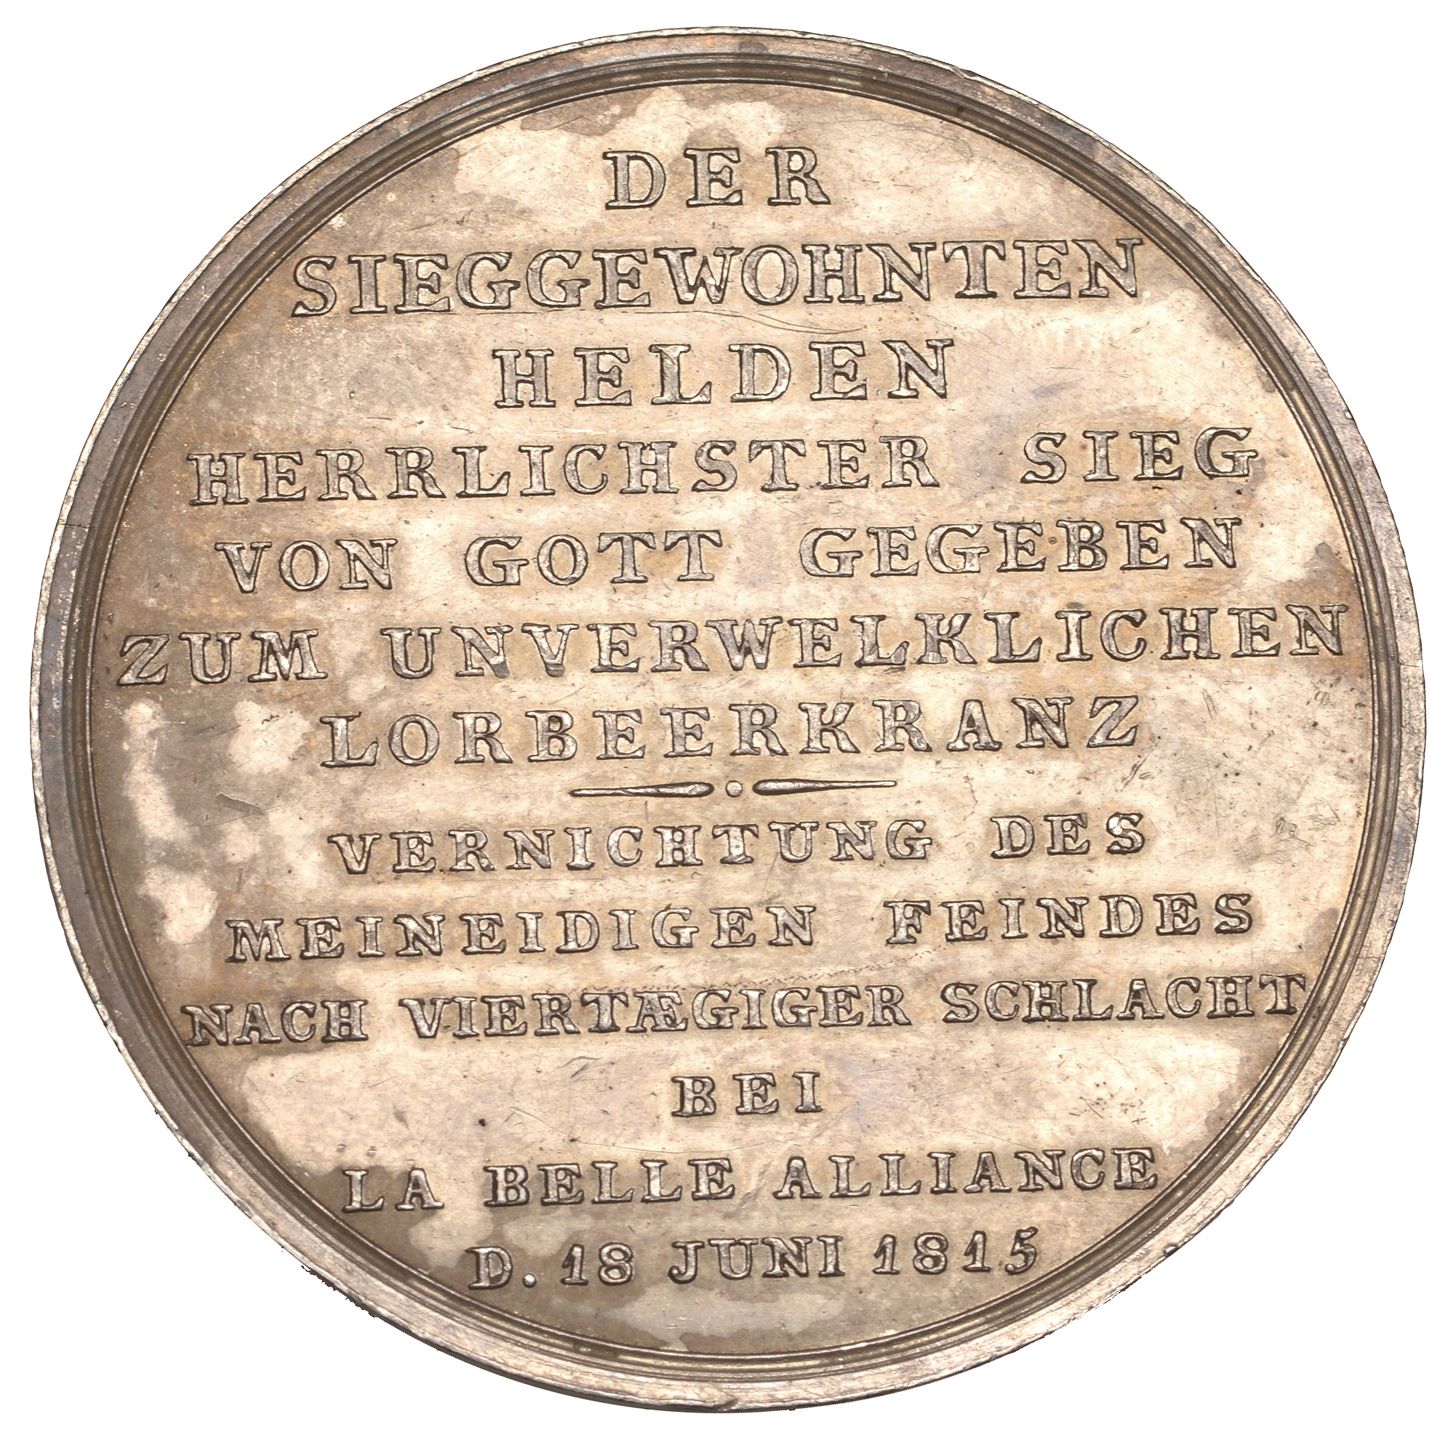 DER
SIEGGEWOHNTEN
HELDEN
HERRLICHSTER SIEG
VON GOTT GEGEBEN
ZUM UNVERWELKLICHEN
LORBEERKRANZ
VERNICHTUNG DES
MEINEIDIGEN FEINDES
NACH VIERTÆGIGER SCHLACHT
BEI
LA BELLE ALLIANCE
D. 18 JUNI 1815